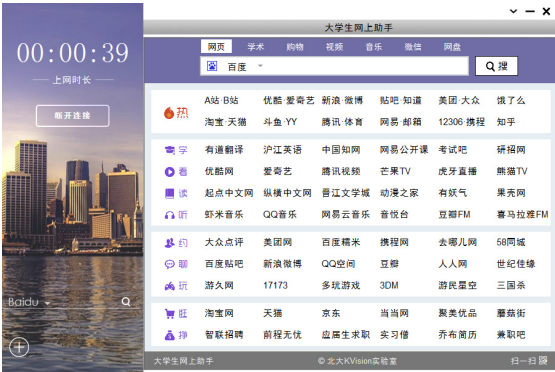 00:00:39
上网时长
断开连接
Baidu
大学生网上助手
网页 学术 购物 视频 音乐 微信 网盘
百度 搜
热 A站·B站 优酷·爱奇艺 新浪·微博 贴吧·知道 美团·大众 饿了么
淘宝·天猫 斗鱼·YY 腾讯·体育 网易·邮箱 12306·携程 知乎
学 有道翻译 沪江英语 中国知网 网易公开课 考试吧 研招网
看 优酷网 爱奇艺 腾讯视频 芒果TV 虎牙直播 熊猫TV
读 起点中文网 纵横中文网 晋江文学城 动漫之家 有妖气 果壳网
听 虾米音乐 QQ音乐 网易云音乐 音悦台 豆瓣FM 喜马拉雅FM
约 大众点评 美团网 百度糯米 携程网 去哪儿网 58同城
聊 百度贴吧 新浪微博 QQ空间 豆瓣 人人网 世纪佳缘
玩 游久网 17173 多玩游戏 3DM 游民星空 三国杀
旺 淘宝网 天猫 京东 当当网 聚美优品 蘑菇街
挣 智联招聘 前程无忧 应届生求职 实习僧 乔布简历 兼职吧
大学生网上助手 © 北大KVision实验室 扫一扫